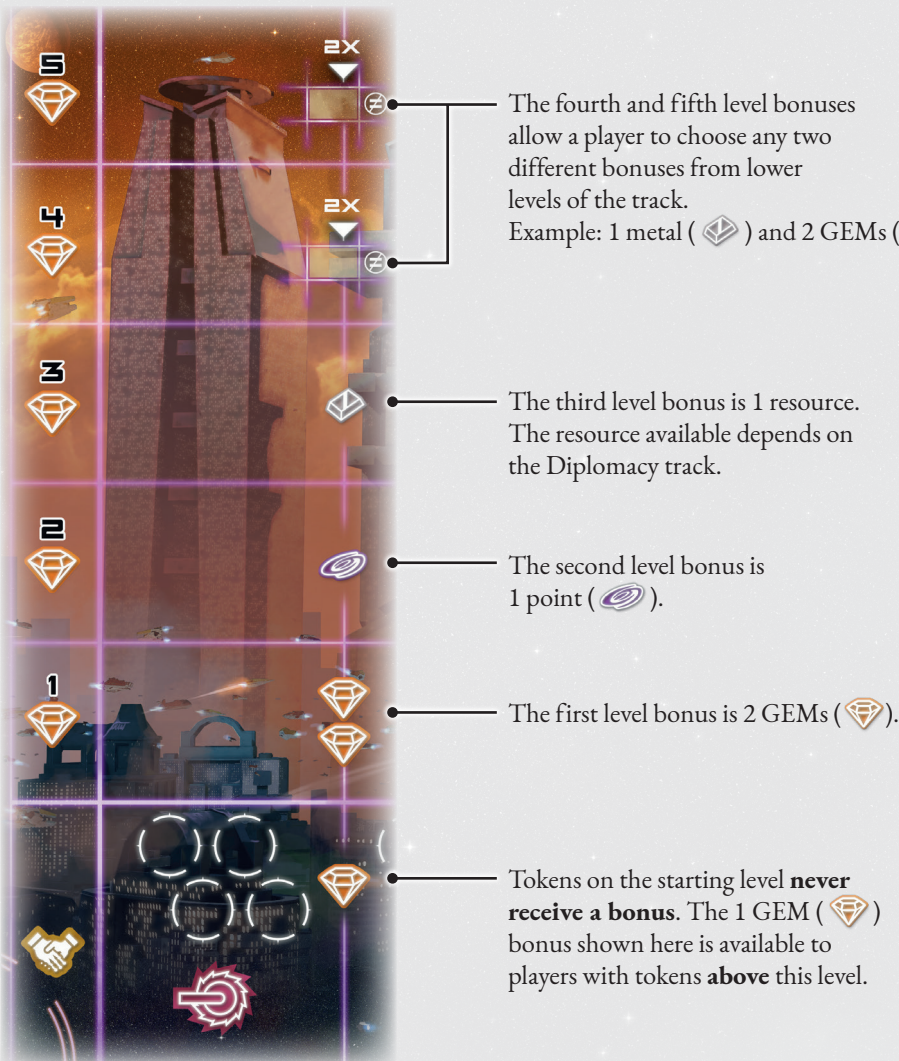 5
2X
The fourth and fifth level bonuses
allow a player to choose any two
different bonuses from lower
levels of the track.
Example: 1 metal ( ) and 2 GEMs (
4
2X
3
The third level bonus is 1 resource.
The resource available depends on
the Diplomacy track.
2
The second level bonus is
1 point ( ).
1
The first level bonus is 2 GEMs ( ).
Tokens on the starting level never
receive a bonus. The 1 GEM ( )
bonus shown here is available to
players with tokens above this level.